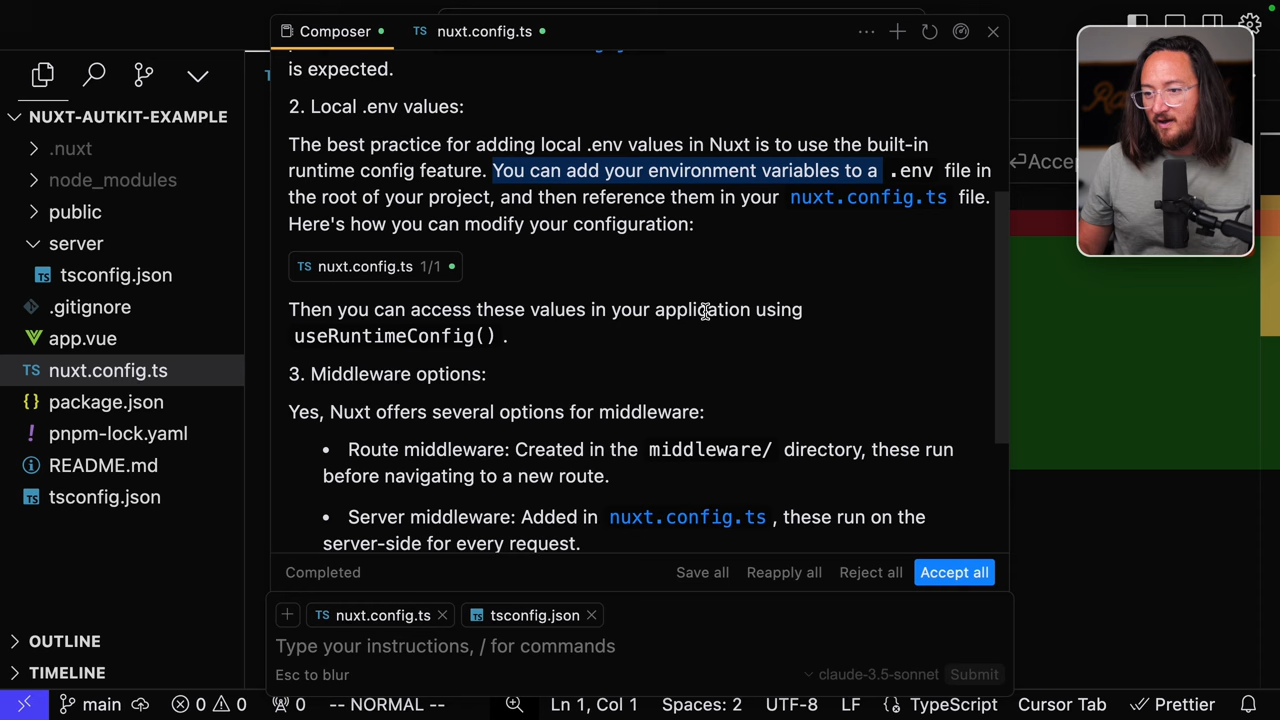 Composer
nuxt.config.ts
is expected.
2. Local .env values:
The best practice for adding local .env values in Nuxt is to use the built-in
runtime config feature. You can add your environment variables to a .env file in
the root of your project, and then reference them in your nuxt.config.ts file.
Here's how you can modify your configuration:
nuxt.config.ts 1/1
Then you can access these values in your application using
useRuntimeConfig() .
3. Middleware options:
Yes, Nuxt offers several options for middleware:
• Route middleware: Created in the middleware/ directory, these run
before navigating to a new route.
• Server middleware: Added in nuxt.config.ts , these run on the
server-side for every request.
Completed
Save all
Reapply all
Reject all
Accept all
TS nuxt.config.ts
TS tsconfig.json
Type your instructions, / for commands
Esc to blur
claude-3.5-sonnet
Submit
NUXT-AUTKIT-EXAMPLE
.nuxt
node_modules
public
server
TS tsconfig.json
.gitignore
app.vue
TS nuxt.config.ts
{} package.json
! pnpm-lock.yaml
README.md
TS tsconfig.json
OUTLINE
TIMELINE
main
0
0
0
-- NORMAL --
Ln 1, Col 1
Spaces: 2
UTF-8
LF
TypeScript
Cursor Tab
Prettier